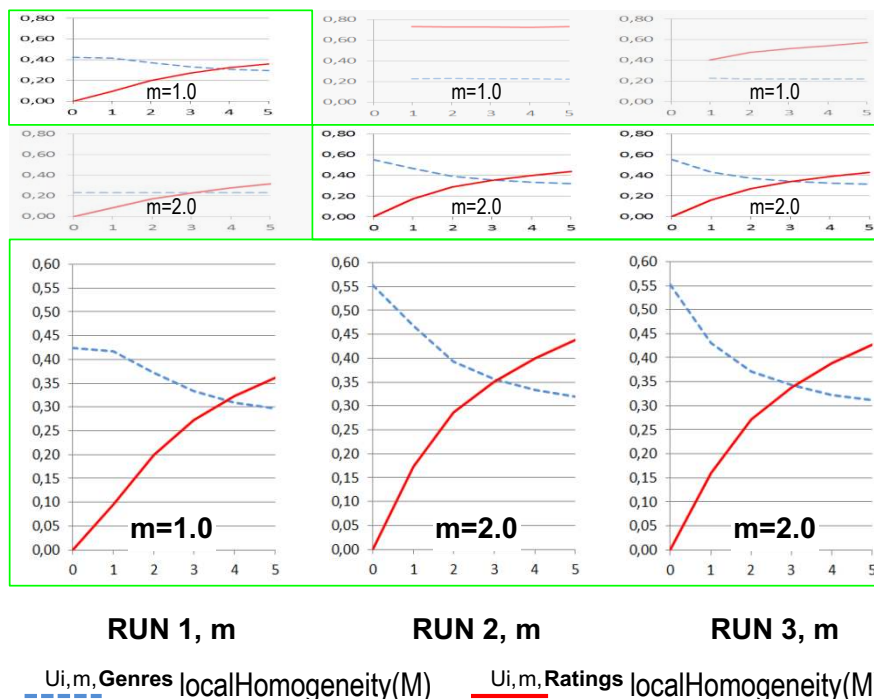 0,80 0,80 0,80
0,60 0,60 0,60
0,40 0,40 0,40
0,20 0,20 0,20
m=1.0 m=1.0 m=1.0
0,00 0,00 0,00
0 1 2 3 4 5 0 1 2 3 4 5 0 1 2 3 4 5
0,80 0,80 0,80
0,60 0,60 0,60
0,40 0,40 0,40
0,20 0,20 0,20
m=2.0 m=2.0 m=2.0
0,00 0,00 0,00
0 1 2 3 4 5 0 1 2 3 4 5 0 1 2 3 4 5
0,60 0,60 0,60
0,55 0,55 0,55
0,50 0,50 0,50
0,45 0,45 0,45
0,40 0,40 0,40
0,35 0,35 0,35
0,30 0,30 0,30
0,25 0,25 0,25
0,20 0,20 0,20
0,15 0,15 0,15
0,10 0,10 0,10
0,05 m=1.0 0,05 m=2.0 0,05 m=2.0
0,00 0,00 0,00
0 1 2 3 4 5 0 1 2 3 4 5 0 1 2 3 4 5
RUN 1, m RUN 2, m RUN 3, m
Ui,m,Genres localHomogeneity(M) Ui,m,Ratings localHomogeneity(M